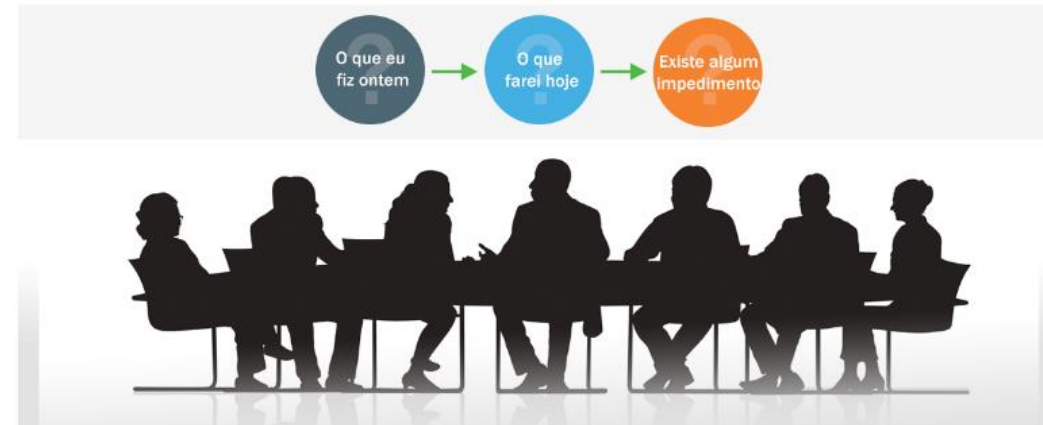 O que eu
fiz ontem
O que
farei hoje
Existe algum
impedimento